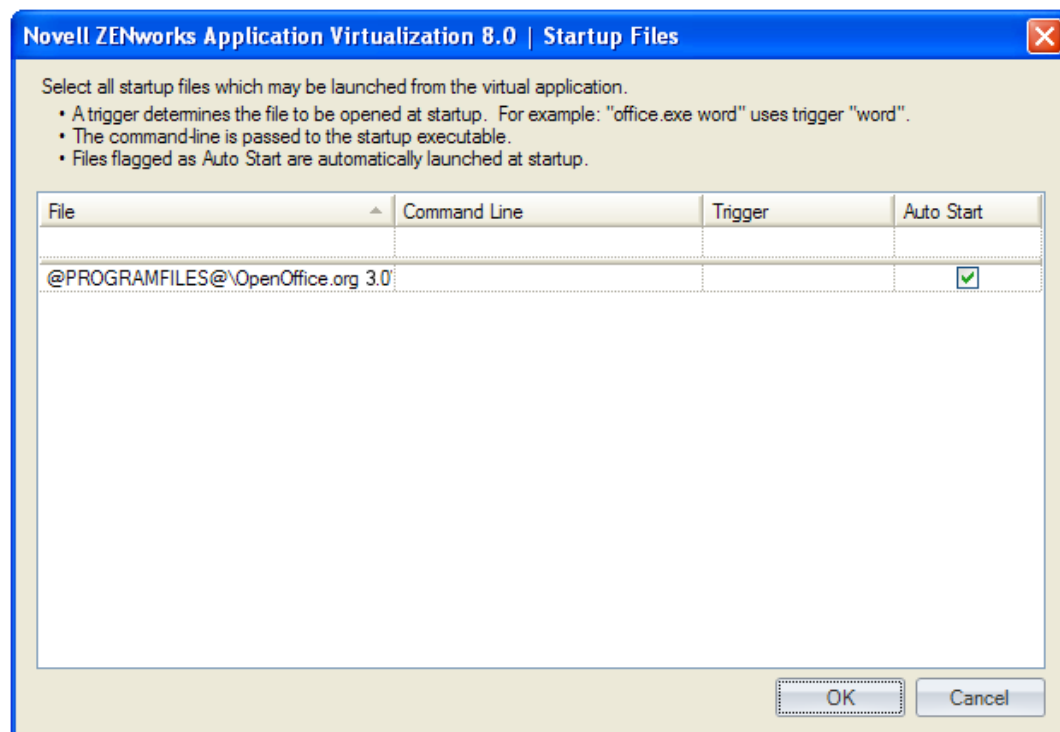 Novell ZENworks Application Virtualization 8.0 | Startup Files
Select all startup files which may be launched from the virtual application.
• A trigger determines the file to be opened at startup. For example: "office.exe word" uses trigger "word".
• The command-line is passed to the startup executable.
• Files flagged as Auto Start are automatically launched at startup.
File Command Line Trigger Auto Start
@PROGRAMFILES@\OpenOffice.org 3.0
OK Cancel